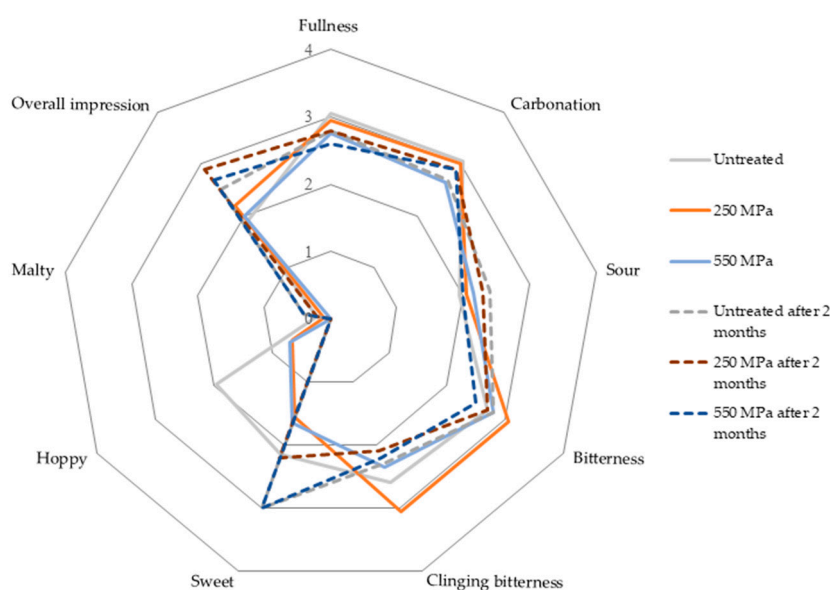 Fullness
4
Overall impression
Carbonation
3
Untreated
2
250 MPa
1
Malty
Sour
550 MPa
0
Untreated after 2
months
250 MPa after 2
months
550 MPa after 2
months
Hoppy
Bitterness
Sweet
Clinging bitterness